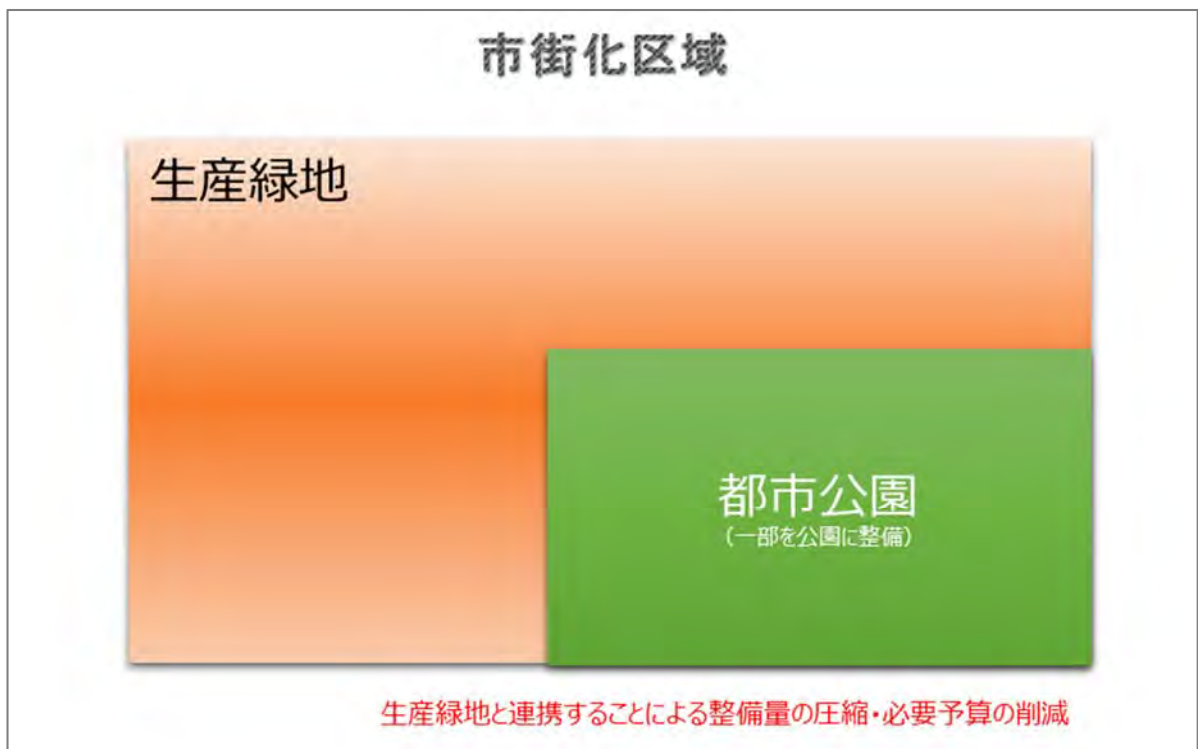 市街化区域
生産緑地
都市公園
（一部を公園に整備）
生産緑地と連携することによる整備量の圧縮・必要予算の削減